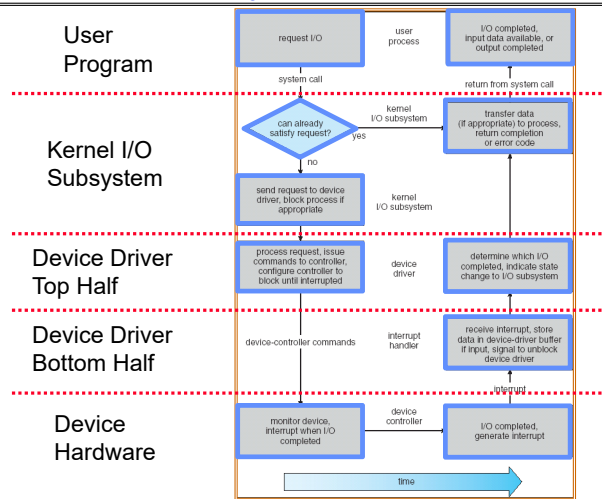 User
Program
request I/O
user
process
I/O completed,
input data available, or
output completed
system call
return from system call
Kernel I/O
Subsystem
can already
satisfy request?
yes
no
kernel
I/O subsystem
transfer data
(if appropriate) to process,
return completion
or error code
send request to device
driver, block process if
appropriate
kernel
I/O subsystem
Device Driver
Top Half
process request, issue
commands to controller,
configure controller to
block until interrupted
device
driver
determine which I/O
completed, indicate state
change to I/O subsystem
Device Driver
Bottom Half
device-controller commands
interrupt
handler
receive interrupt, store
data in device-driver buffer
if input, signal to unblock
device driver
interrupt
Device
Hardware
monitor device,
interrupt when I/O
completed
device
controller
I/O completed,
generate interrupt
time